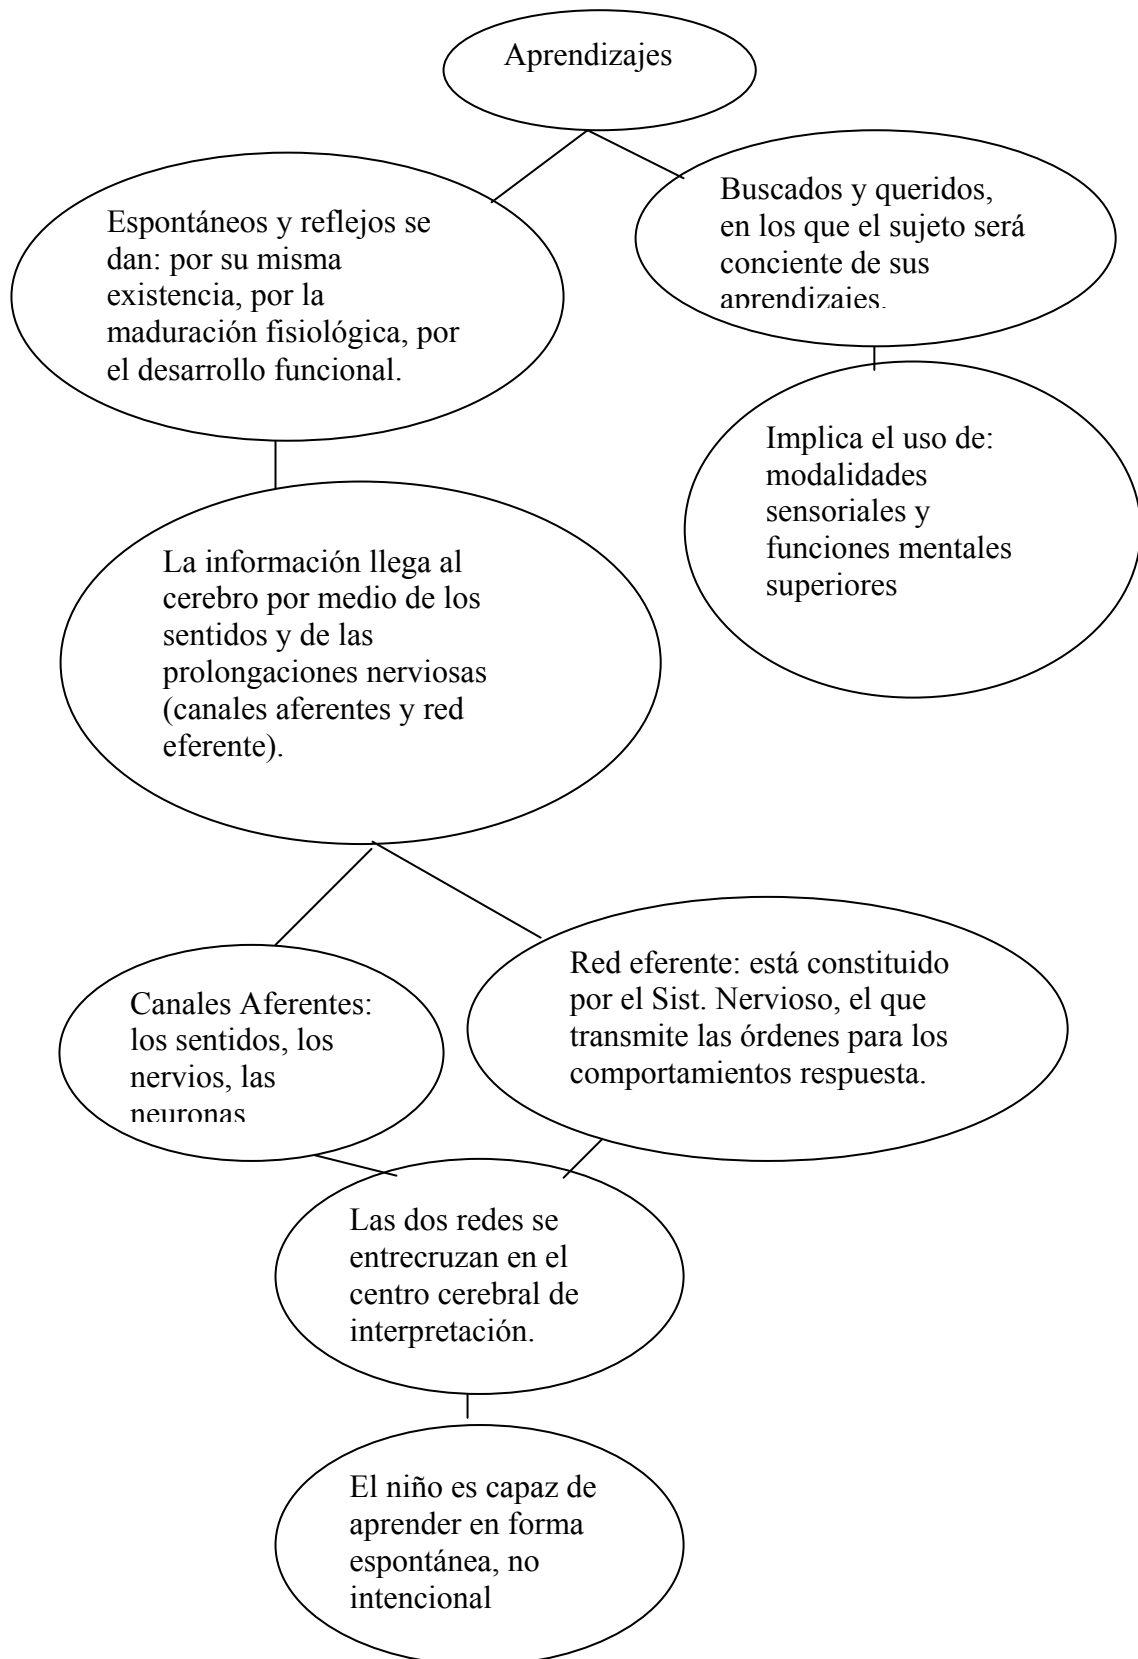 Aprendizajes
Espontáneos y reflejos se
dan: por su misma
existencia, por la
maduración fisiológica, por
el desarrollo funcional.
Buscados y queridos,
en los que el sujeto será
conciente de sus
aprendizajes.
Implica el uso de:
modalidades
sensoriales y
funciones mentales
superiores
La información llega al
cerebro por medio de los
sentidos y de las
prolongaciones nerviosas
(canales aferentes y red
eferente).
Canales Aferentes:
los sentidos, los
nervios, las
neuronas
Red eferente: está constituido
por el Sist. Nervioso, el que
transmite las órdenes para los
comportamientos respuesta.
Las dos redes se
entrecruzan en el
centro cerebral de
interpretación.
El niño es capaz de
aprender en forma
espontánea, no
intencional